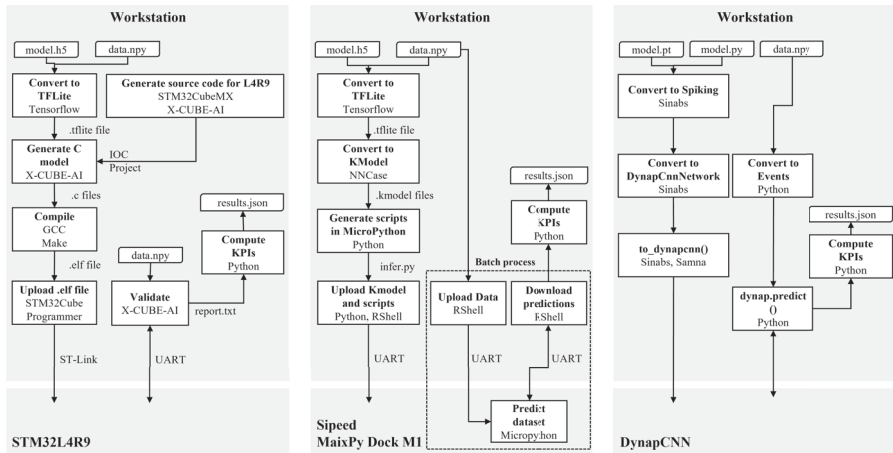 Workstation
model.h5
data.npy
Convert to
TFLite
Tensorflow
Generate source code for L4R9
STM32CubeMX
X-CUBE-AI
.tflite file
Generate C
model
X-CUBE-AI
IOC
Project
.c files
Compile
GCC
Make
results.json
Compute
KPIs
Python
data.npy
.elf file
Upload .elf file
STM32Cube
Programmer
Validate
X-CUBE-AI
report.txt
ST-Link
UART
STM32L4R9
Workstation
model.h5
data.npy
Convert to
TFLite
Tensorflow
.tflite file
Convert to
KModel
NNCase
.kmodel files
Generate scripts
in MicroPython
Python
results.json
Compute
KPIs
Python
infer.py
Batch process
Upload Kmodel
and scripts
Python, RShell
Upload Data
RShell
Download
predictions
RShell
UART
UART
UART
Predict
dataset
Micropython
Sipeed
MaixPy Dock M1
Workstation
model.pt
model.py
data.npy
Convert to Spiking
Sinabs
Convert to
DynapCnnNetwork
Sinabs
Convert to
Events
Python
to_dynapcnn()
Sinabs, Samna
results.json
Compute
KPIs
Python
dynap.predict
()
Python
DynapCNN